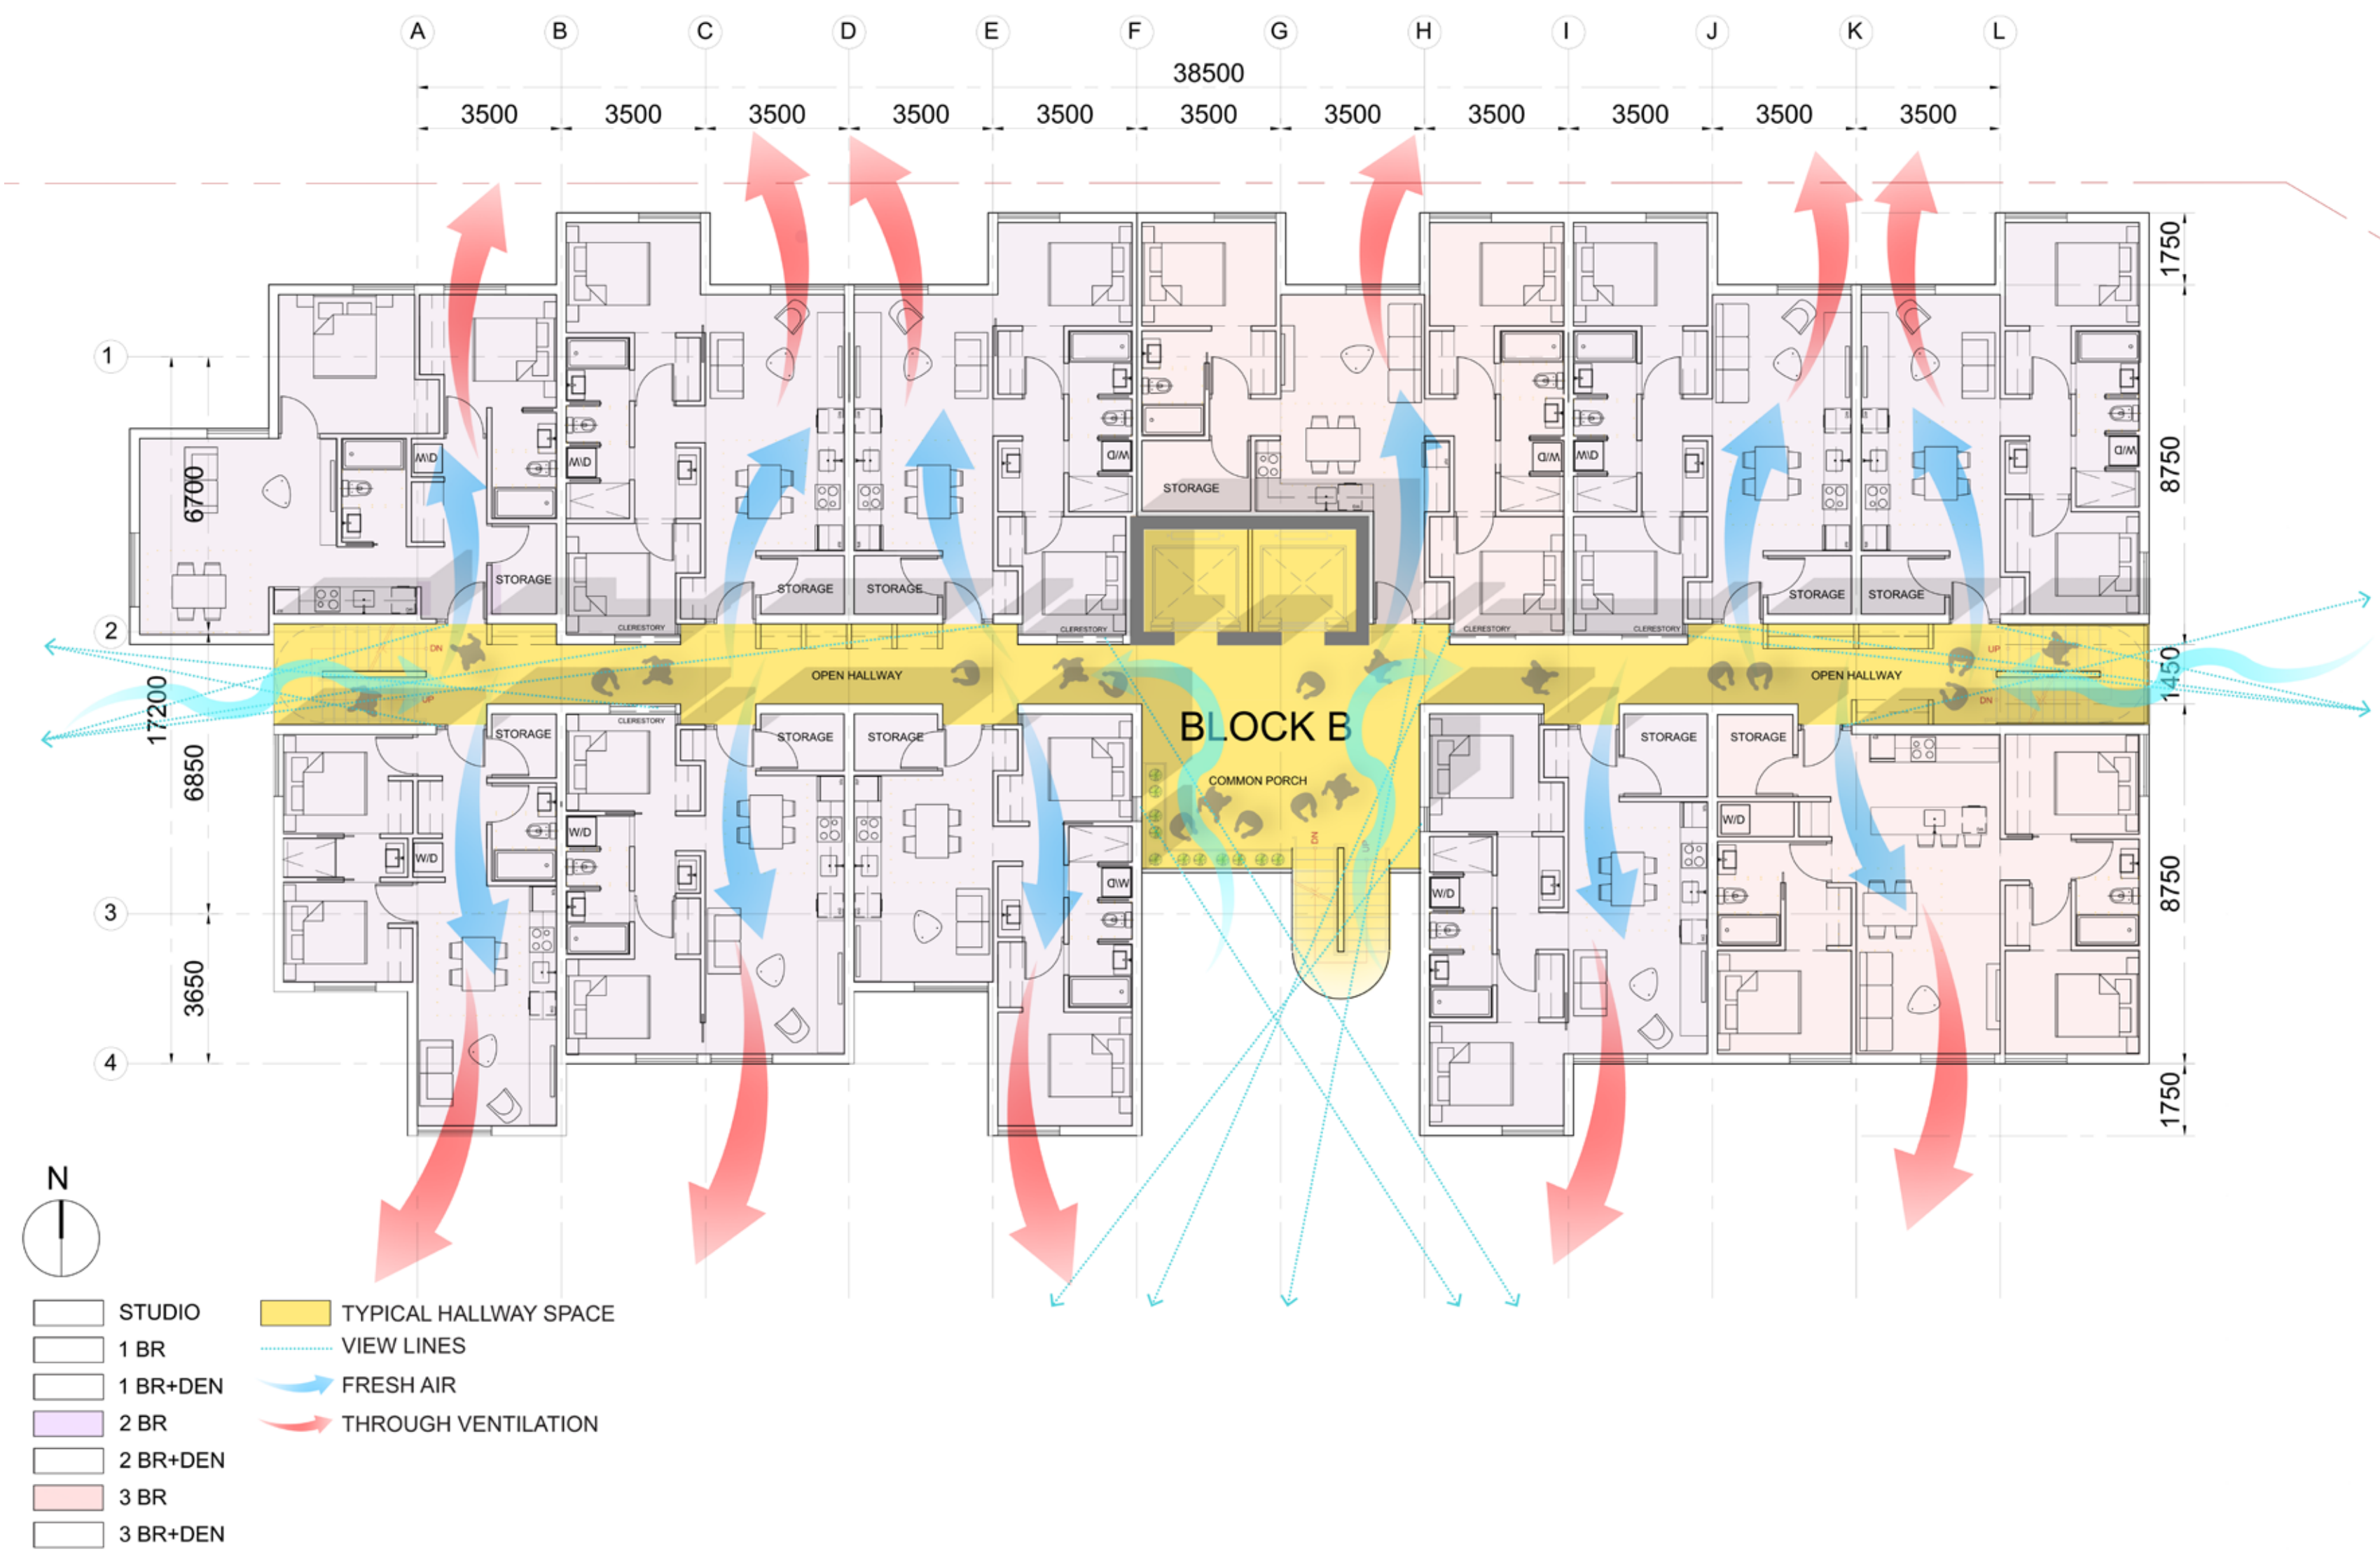 A B C D E F G H I J K L
38500
3500 3500 3500 3500 3500 3500 3500 3500 3500 3500 3500
1750
8750
1450
8750
1750
1
2
3
4
6700
17200
6850
3650
W/D
W/D
W/D
W/D
W/D
W/D
STORAGE
STORAGE
STORAGE
STORAGE
STORAGE
STORAGE
CLERESTORY
CLERESTORY
CLERESTORY
CLERESTORY
DN
UP
OPEN HALLWAY
OPEN HALLWAY
UP
DN
CLERESTORY
BLOCK B
COMMON PORCH
DN
UP
STORAGE
STORAGE
STORAGE
STORAGE
STORAGE
W/D
W/D
W/D
W/D
W/D
N
STUDIO
1 BR
1 BR+DEN
2 BR
2 BR+DEN
3 BR
3 BR+DEN
TYPICAL HALLWAY SPACE
VIEW LINES
FRESH AIR
THROUGH VENTILATION